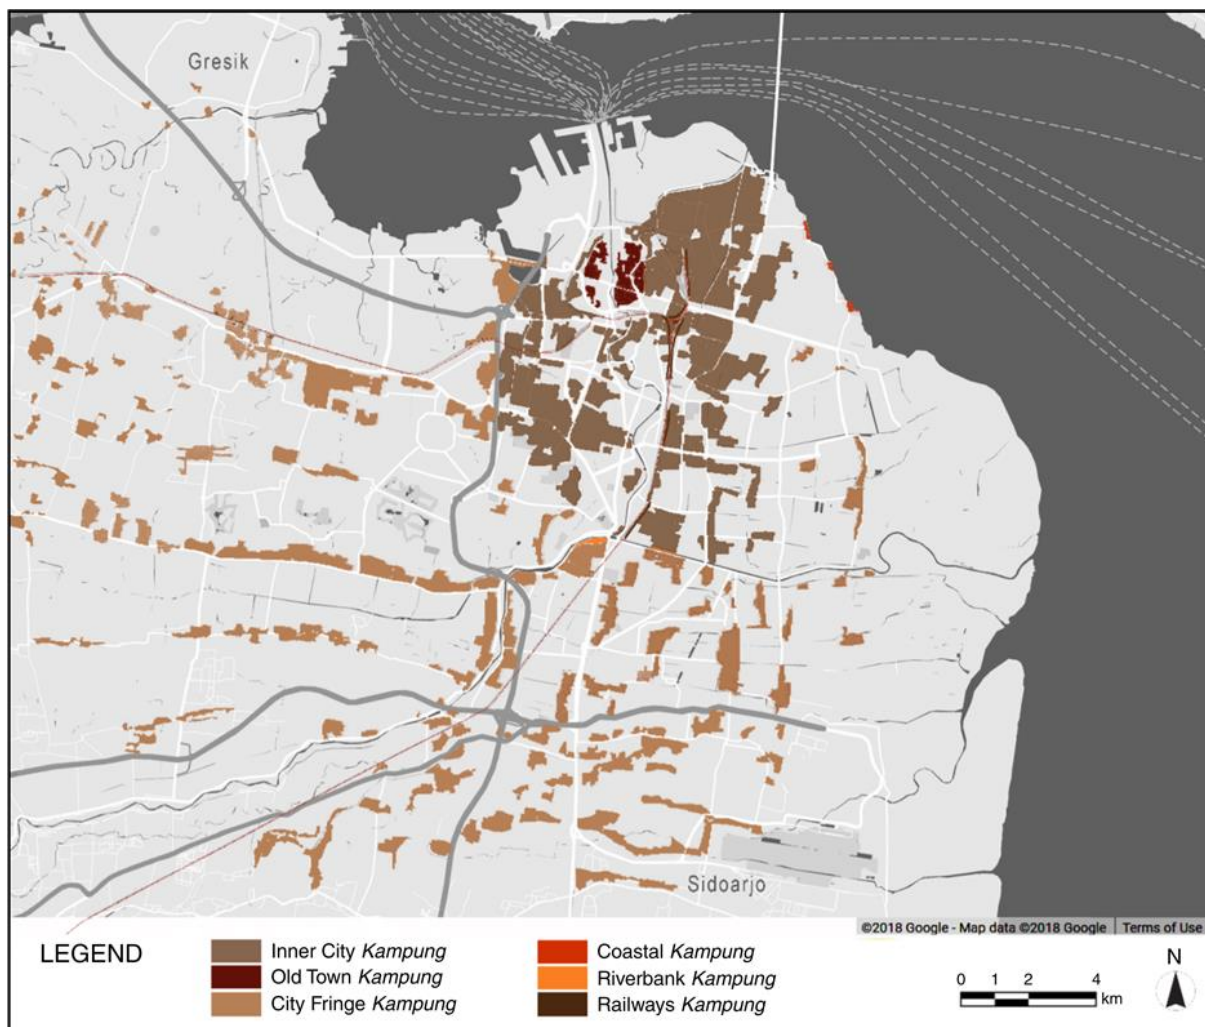 Gresik
Sidoarjo
©2018 Google - Map data ©2018 Google Terms of Use
LEGEND
Inner City Kampung
Old Town Kampung
City Fringe Kampung
Coastal Kampung
Riverbank Kampung
Railways Kampung
0 1 2 4
km
N